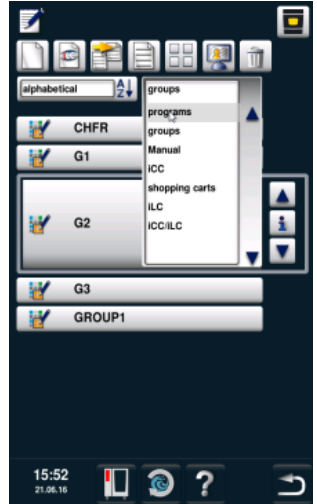 alphabetical
A
Z
groups
programs
groups
Manual
iCC
shopping carts
iLC
iCC/iLC
CHFR
G1
G2
i
G3
GROUP1
15:52
21.06.16
?